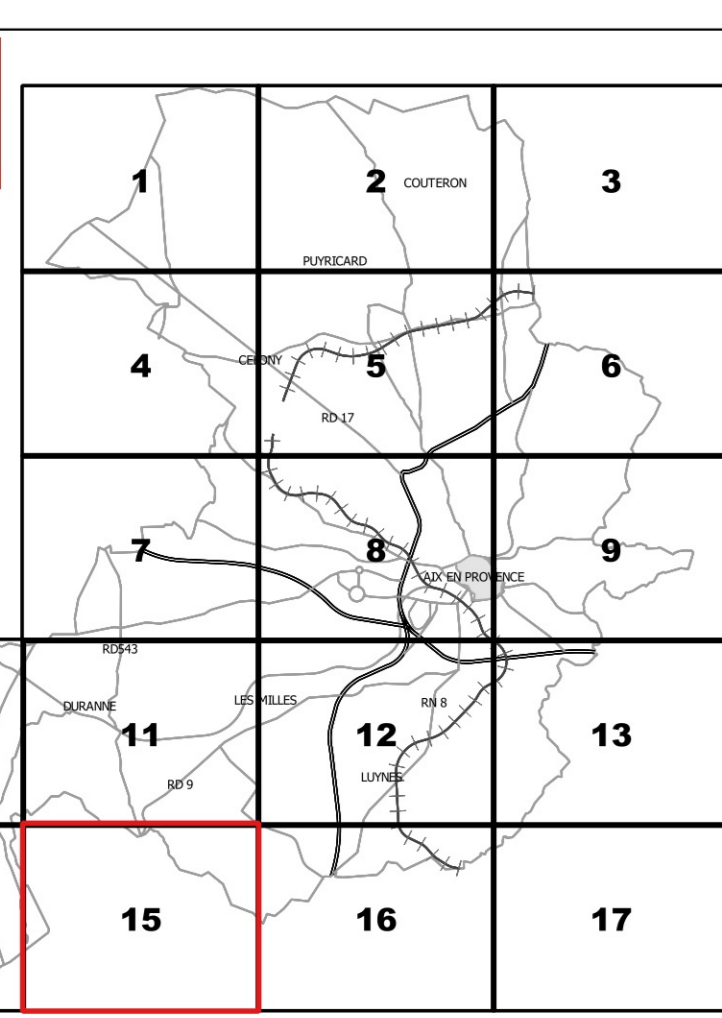 1
2
COUTERON
3
PUYRICARD
4
CELONY
5
6
RD 17
7
8
9
AIX EN PROVENCE
RD543
DURANNE
LES MILLES
RN 8
11
12
13
LUYNES
RD 9
15
16
17